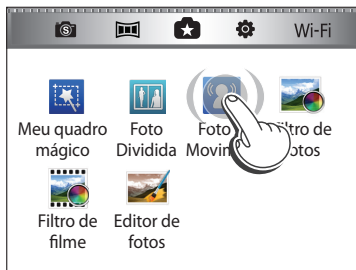 Wi-Fi
Meu quadro mágico
Foto Dividida
Foto
Filtro de filme
Editor de fotos